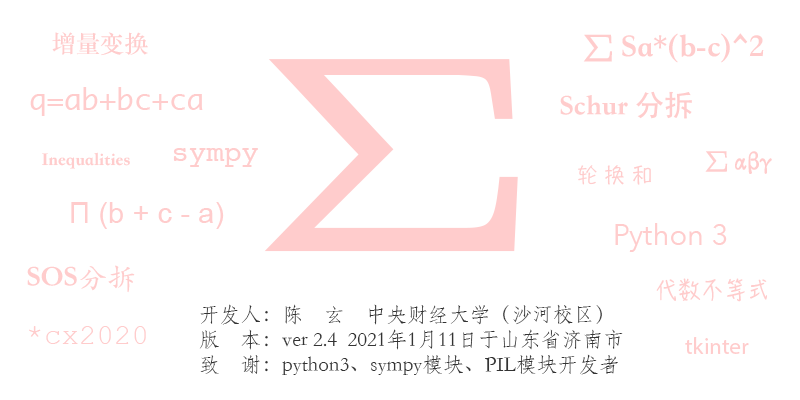 增量变换
∑ Sa*(b-c)^2
q=ab+bc+ca
Schur 分拆
Inequalities
sympy
轮 换 和
∑ αβγ
Π (b + c - a)
Python 3
SOS分拆
代数不等式
*cx2020
tkinter
∑
开发人：陈　玄　中央财经大学（沙河校区）
版　本：ver 2.4  2021年1月11日于山东省济南市
致　谢：python3、sympy模块、PIL模块开发者